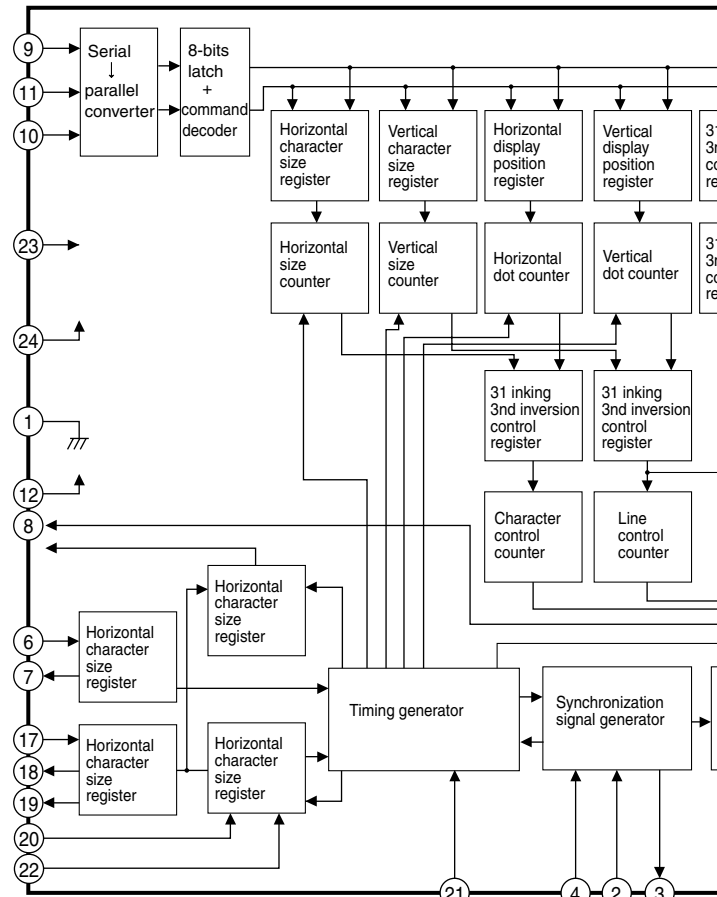 9
11
10
Serial
↓
parallel
converter
8-bits
latch
+
command
decoder
Horizontal
character
size
register
Vertical
character
size
register
Horizontal
display
position
register
Vertical
display
position
register
31
23
Horizontal
size
counter
Vertical
size
counter
Horizontal
dot counter
Vertical
dot counter
31
24
1
12
8
31 inking
3nd inversion
control
register
31 inking
3nd inversion
control
register
Character
control
counter
Line
control
counter
Horizontal
character
size
register
6
7
Horizontal
character
size
register
Timing generator
Synchronization
signal generator
17
18
19
Horizontal
character
size
register
Horizontal
character
size
register
20
22
21
4
2
3